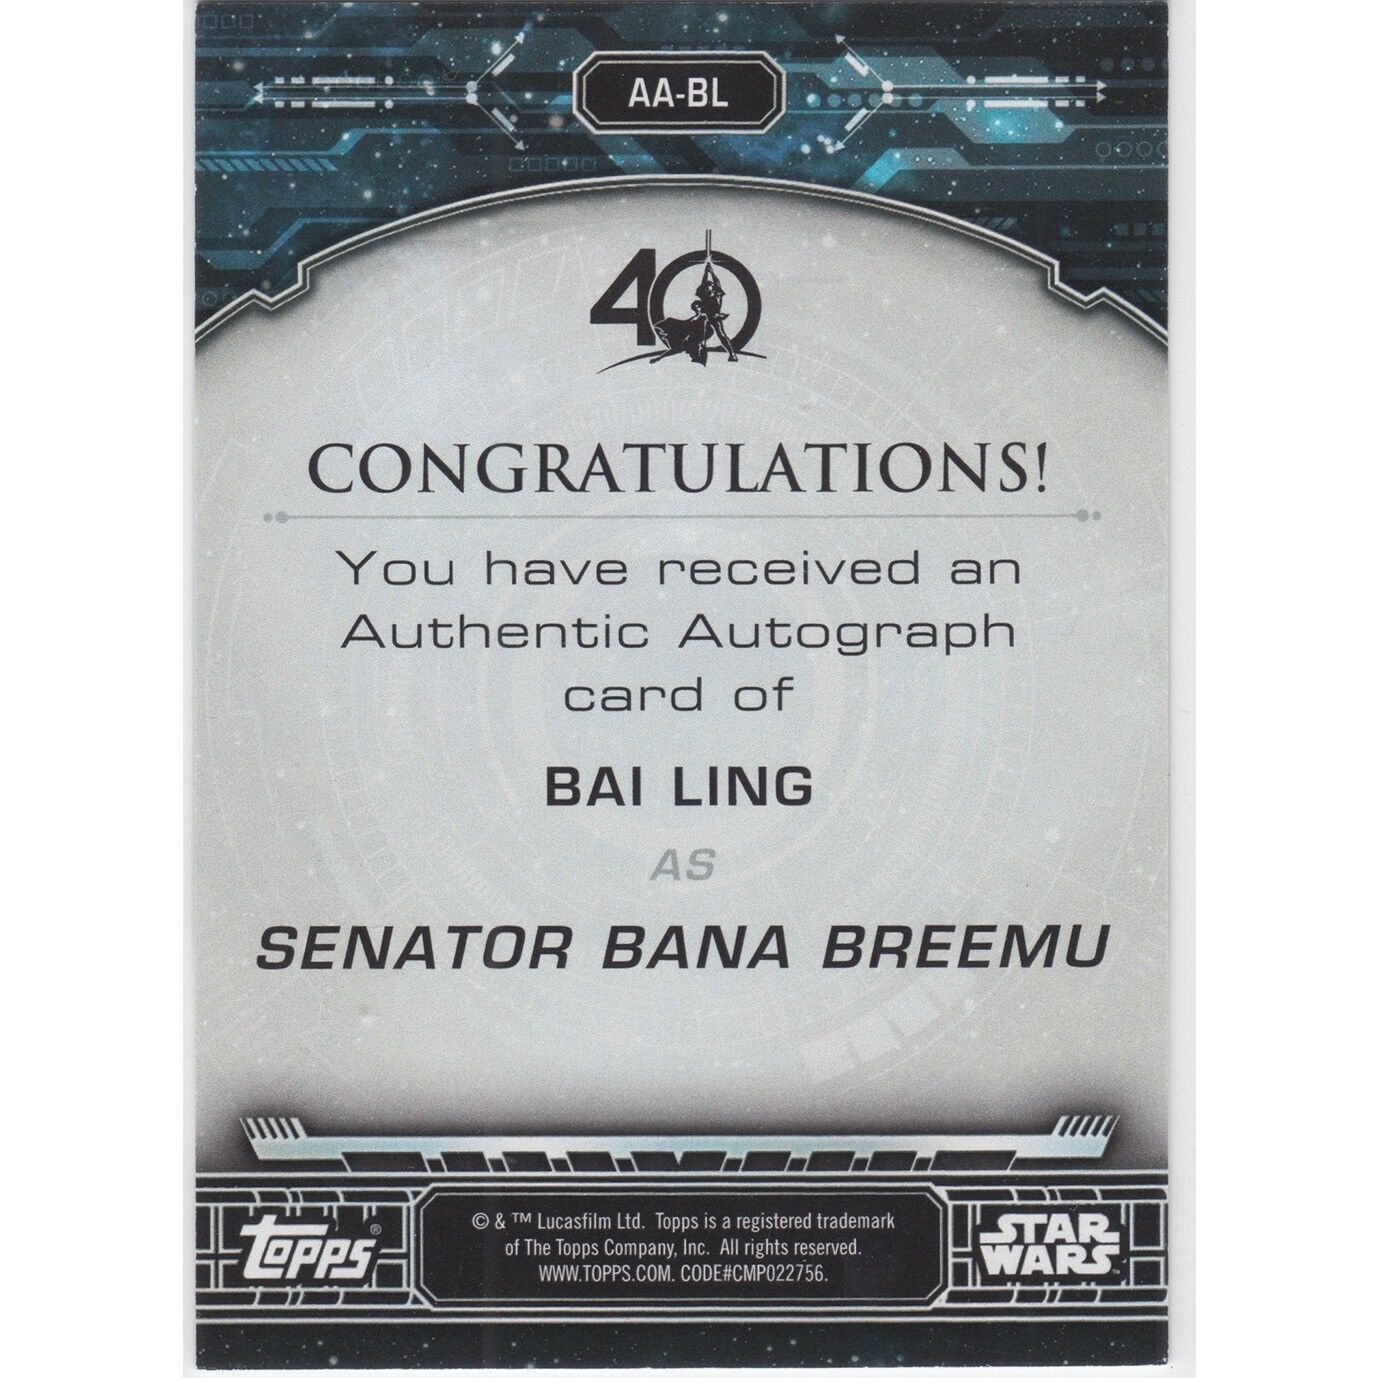 AA-BL
40
CONGRATULATIONS!
You have received an
Authentic Autograph
card of
BAI LING
AS
SENATOR BANA BREEMU
topps®
© & ™ Lucasfilm Ltd. Topps is a registered trademark
of The Topps Company, Inc. All rights reserved.
WWW.TOPPS.COM. CODE#CMP022756.
STAR
WARS™